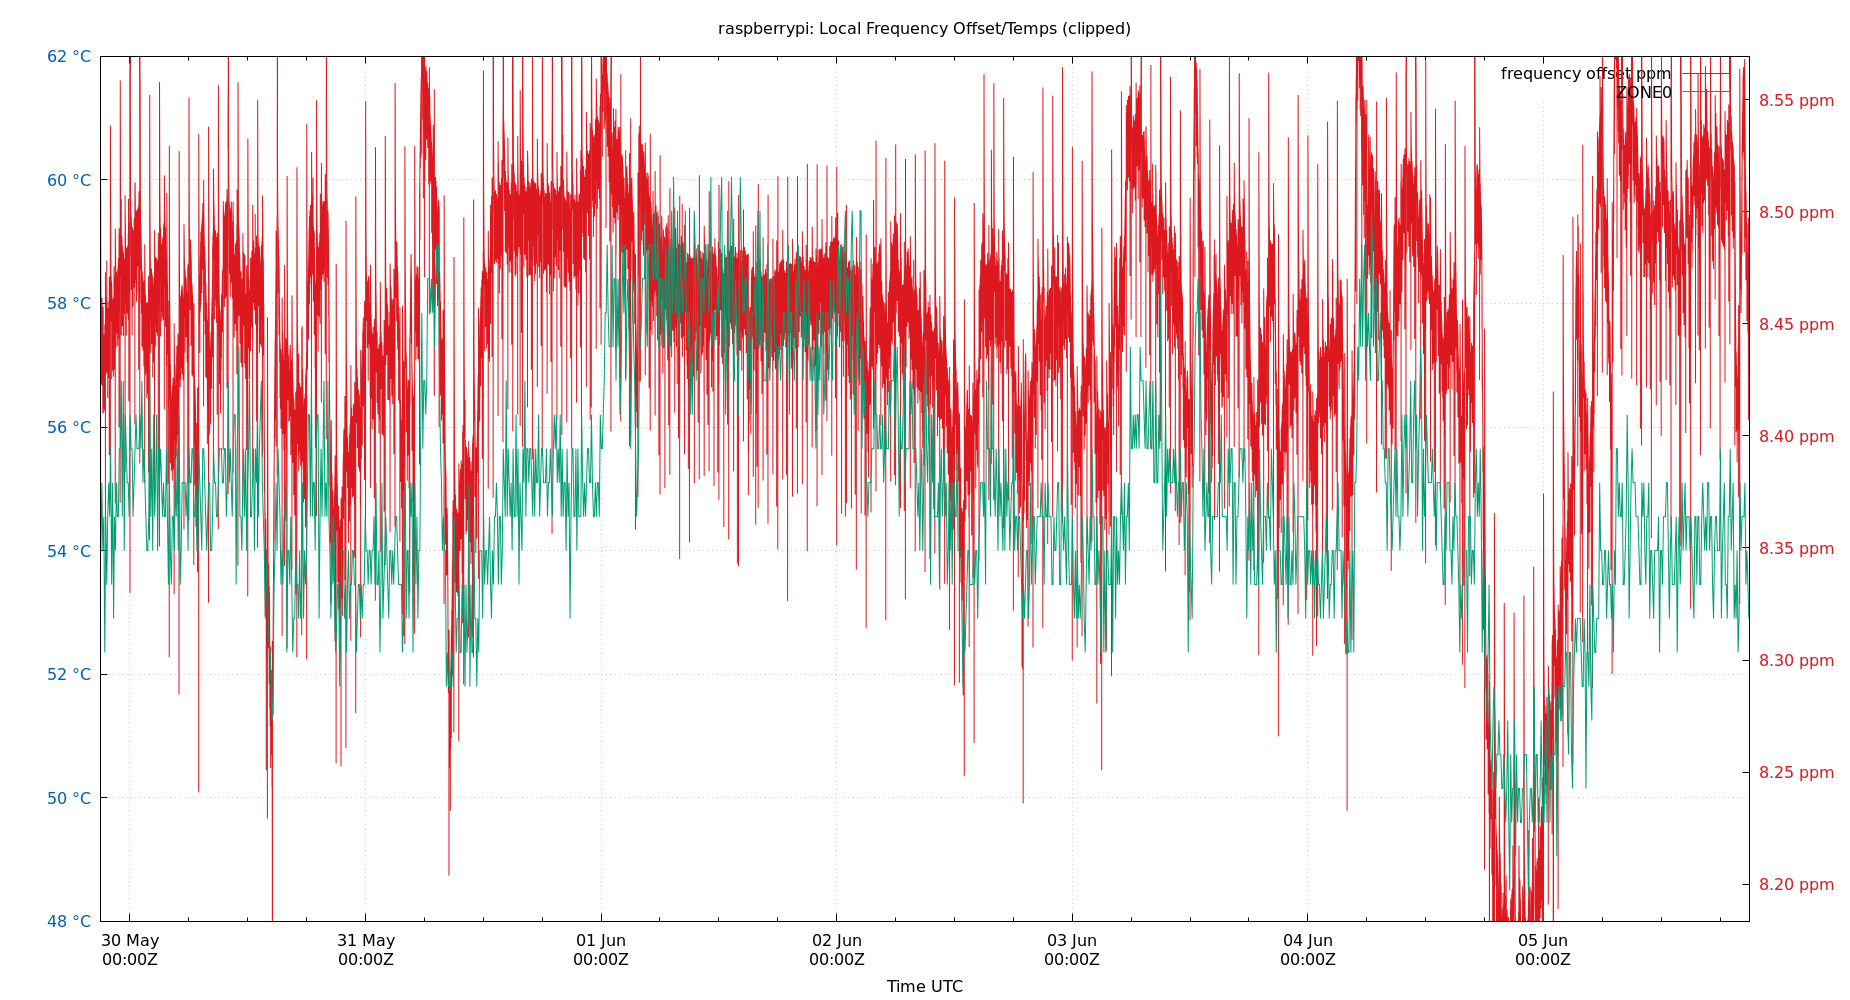 raspberrypi: Local Frequency Offset/Temps (clipped)
62 °C
60 °C
58 °C
56 °C
54 °C
52 °C
50 °C
48 °C
frequency offset ppm
ZONE0
8.55 ppm
8.50 ppm
8.45 ppm
8.40 ppm
8.35 ppm
8.30 ppm
8.25 ppm
8.20 ppm
30 May
00:00Z
31 May
00:00Z
01 Jun
00:00Z
02 Jun
00:00Z
03 Jun
00:00Z
04 Jun
00:00Z
05 Jun
00:00Z
Time UTC